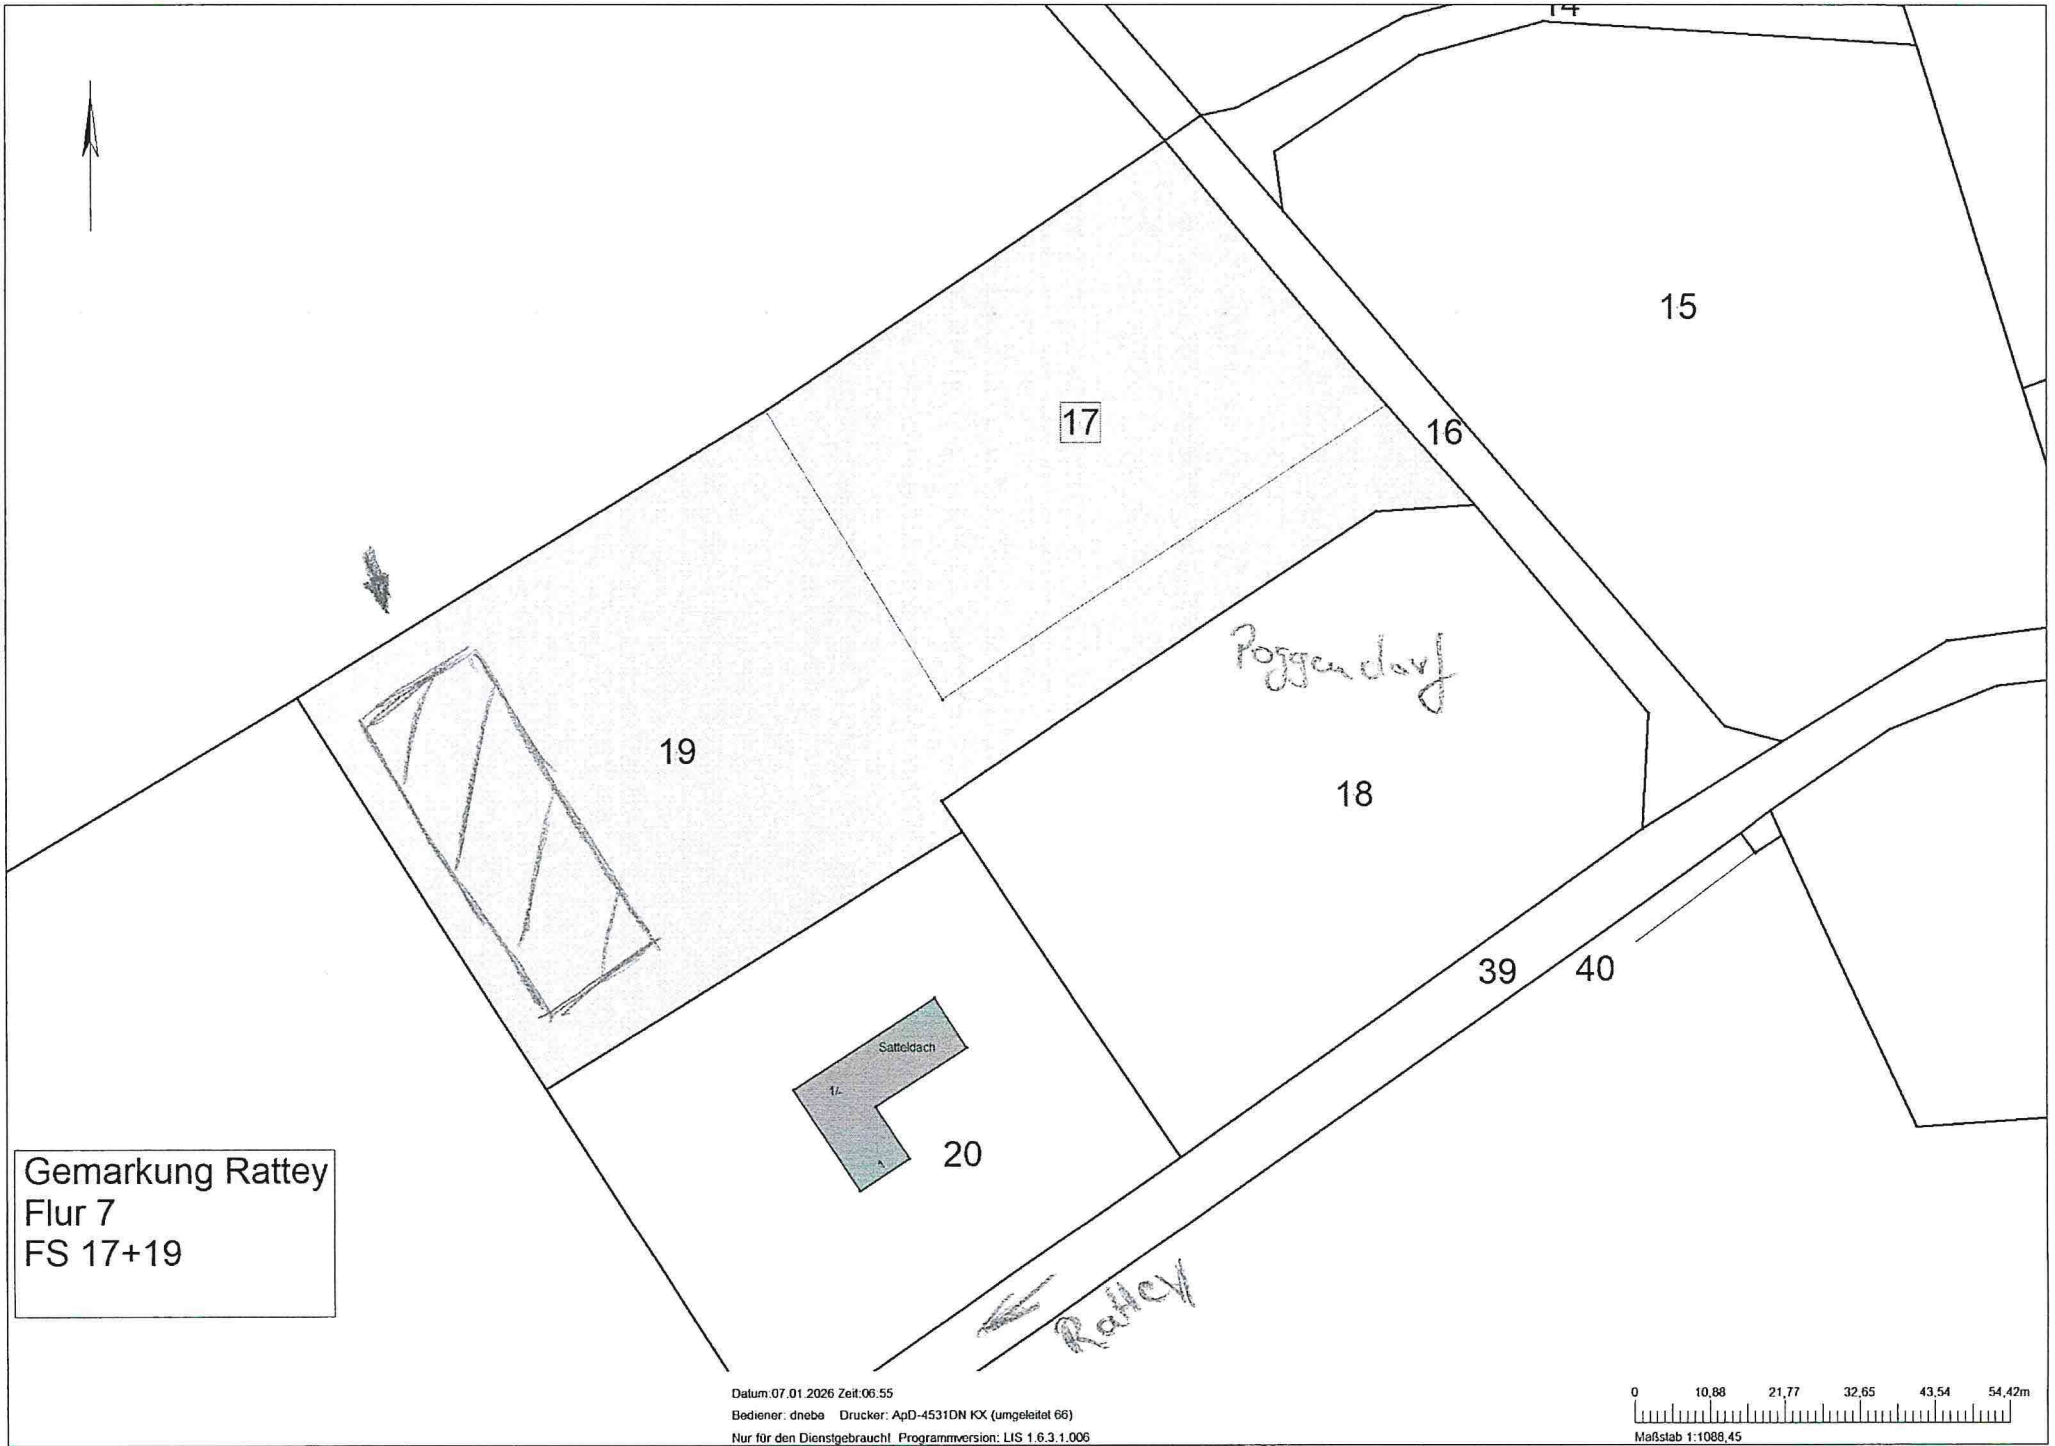 14
15
17
16
Poggendorf
19
18
39
40
Satteldach
1/-
20
Gemarkung Rattey
Flur 7
FS 17+19
Rattey
Datum:07.01.2026 Zeit:06:55
Bediener: dnebe Drucker: ApD-4531DN KX (umgeleitet 66)
Nur für den Dienstgebrauch! Programmversion: LIS 1.6.3.1.006
0 10,88 21,77 32,65 43,54 54,42m
Maßstab 1:1088,45